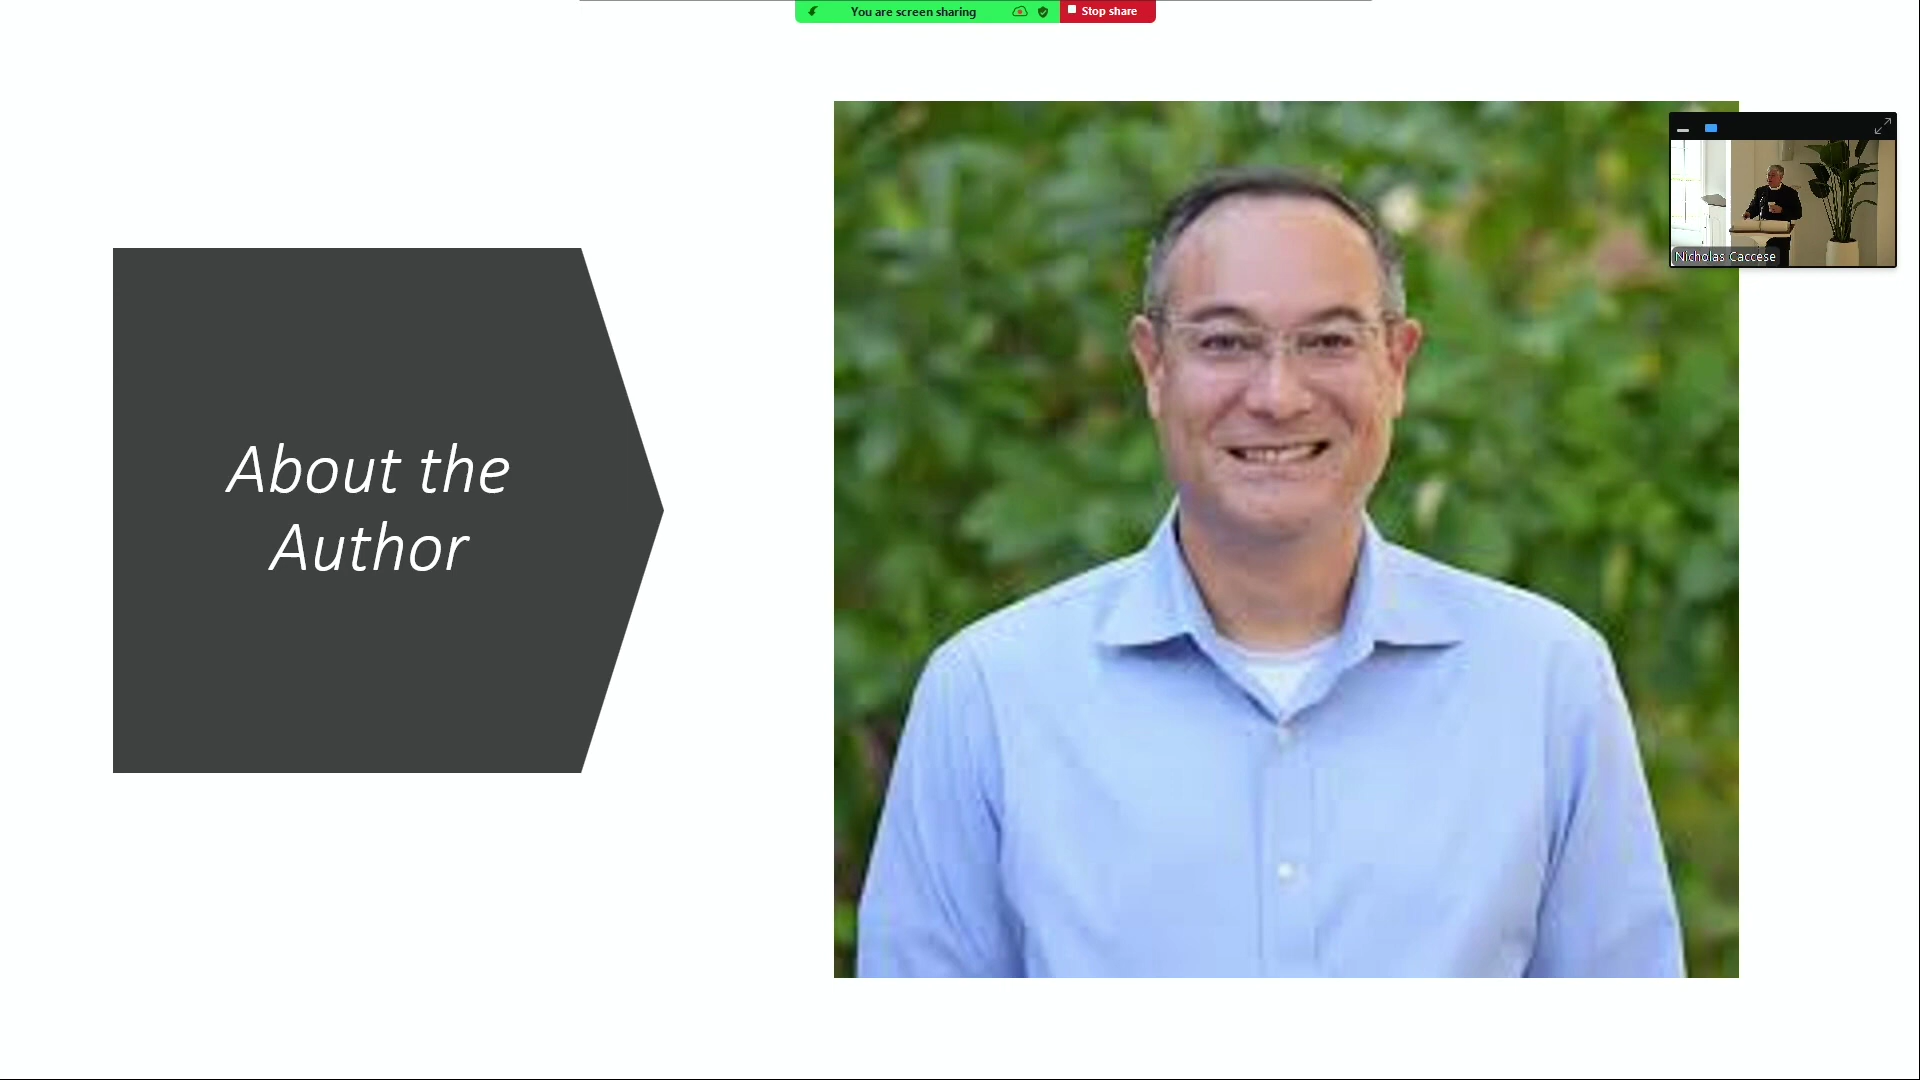 You are screen sharing
Stop share
Nicholas Caccese
About the
Author